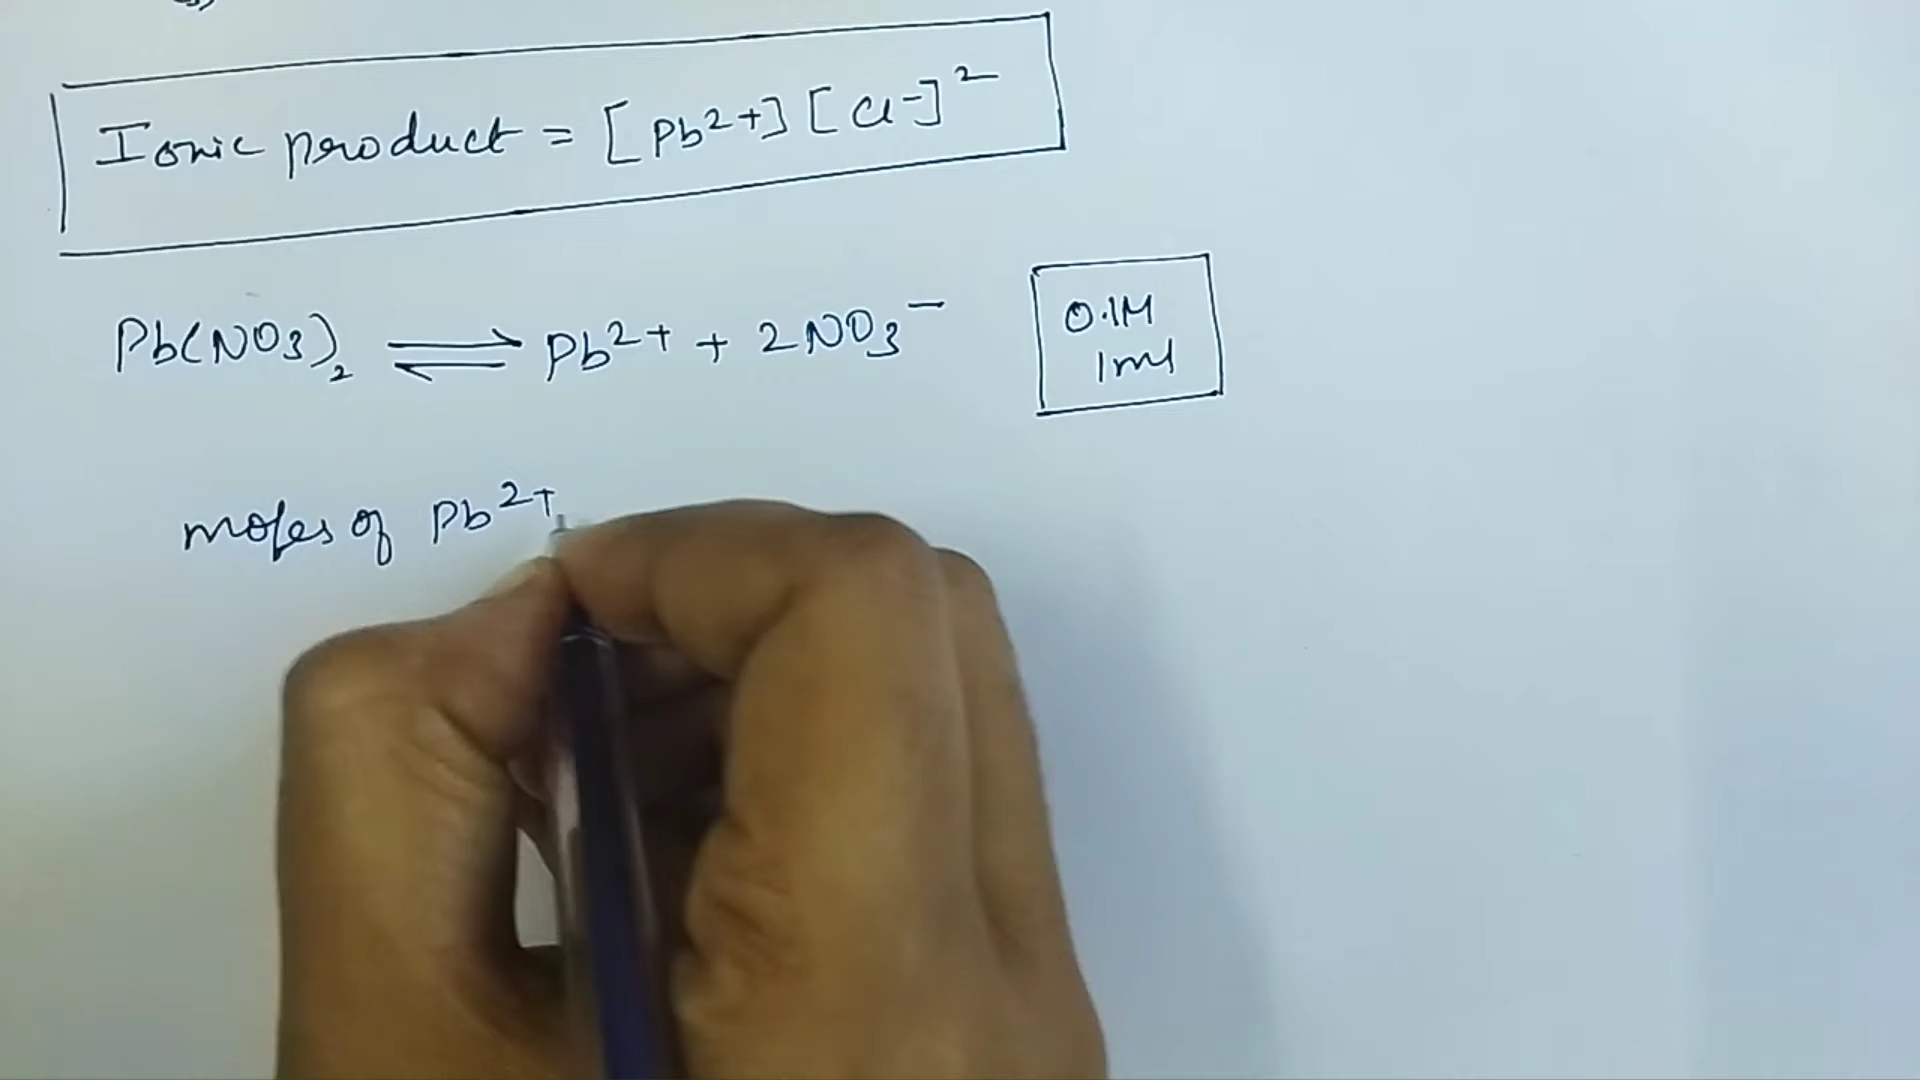 Ionic product = [Pb²⁺] [Cl⁻]²
Pb(NO₃)₂ ⇌ Pb²⁺ + 2NO₃⁻
0.1M
1ml
moles of Pb²⁺